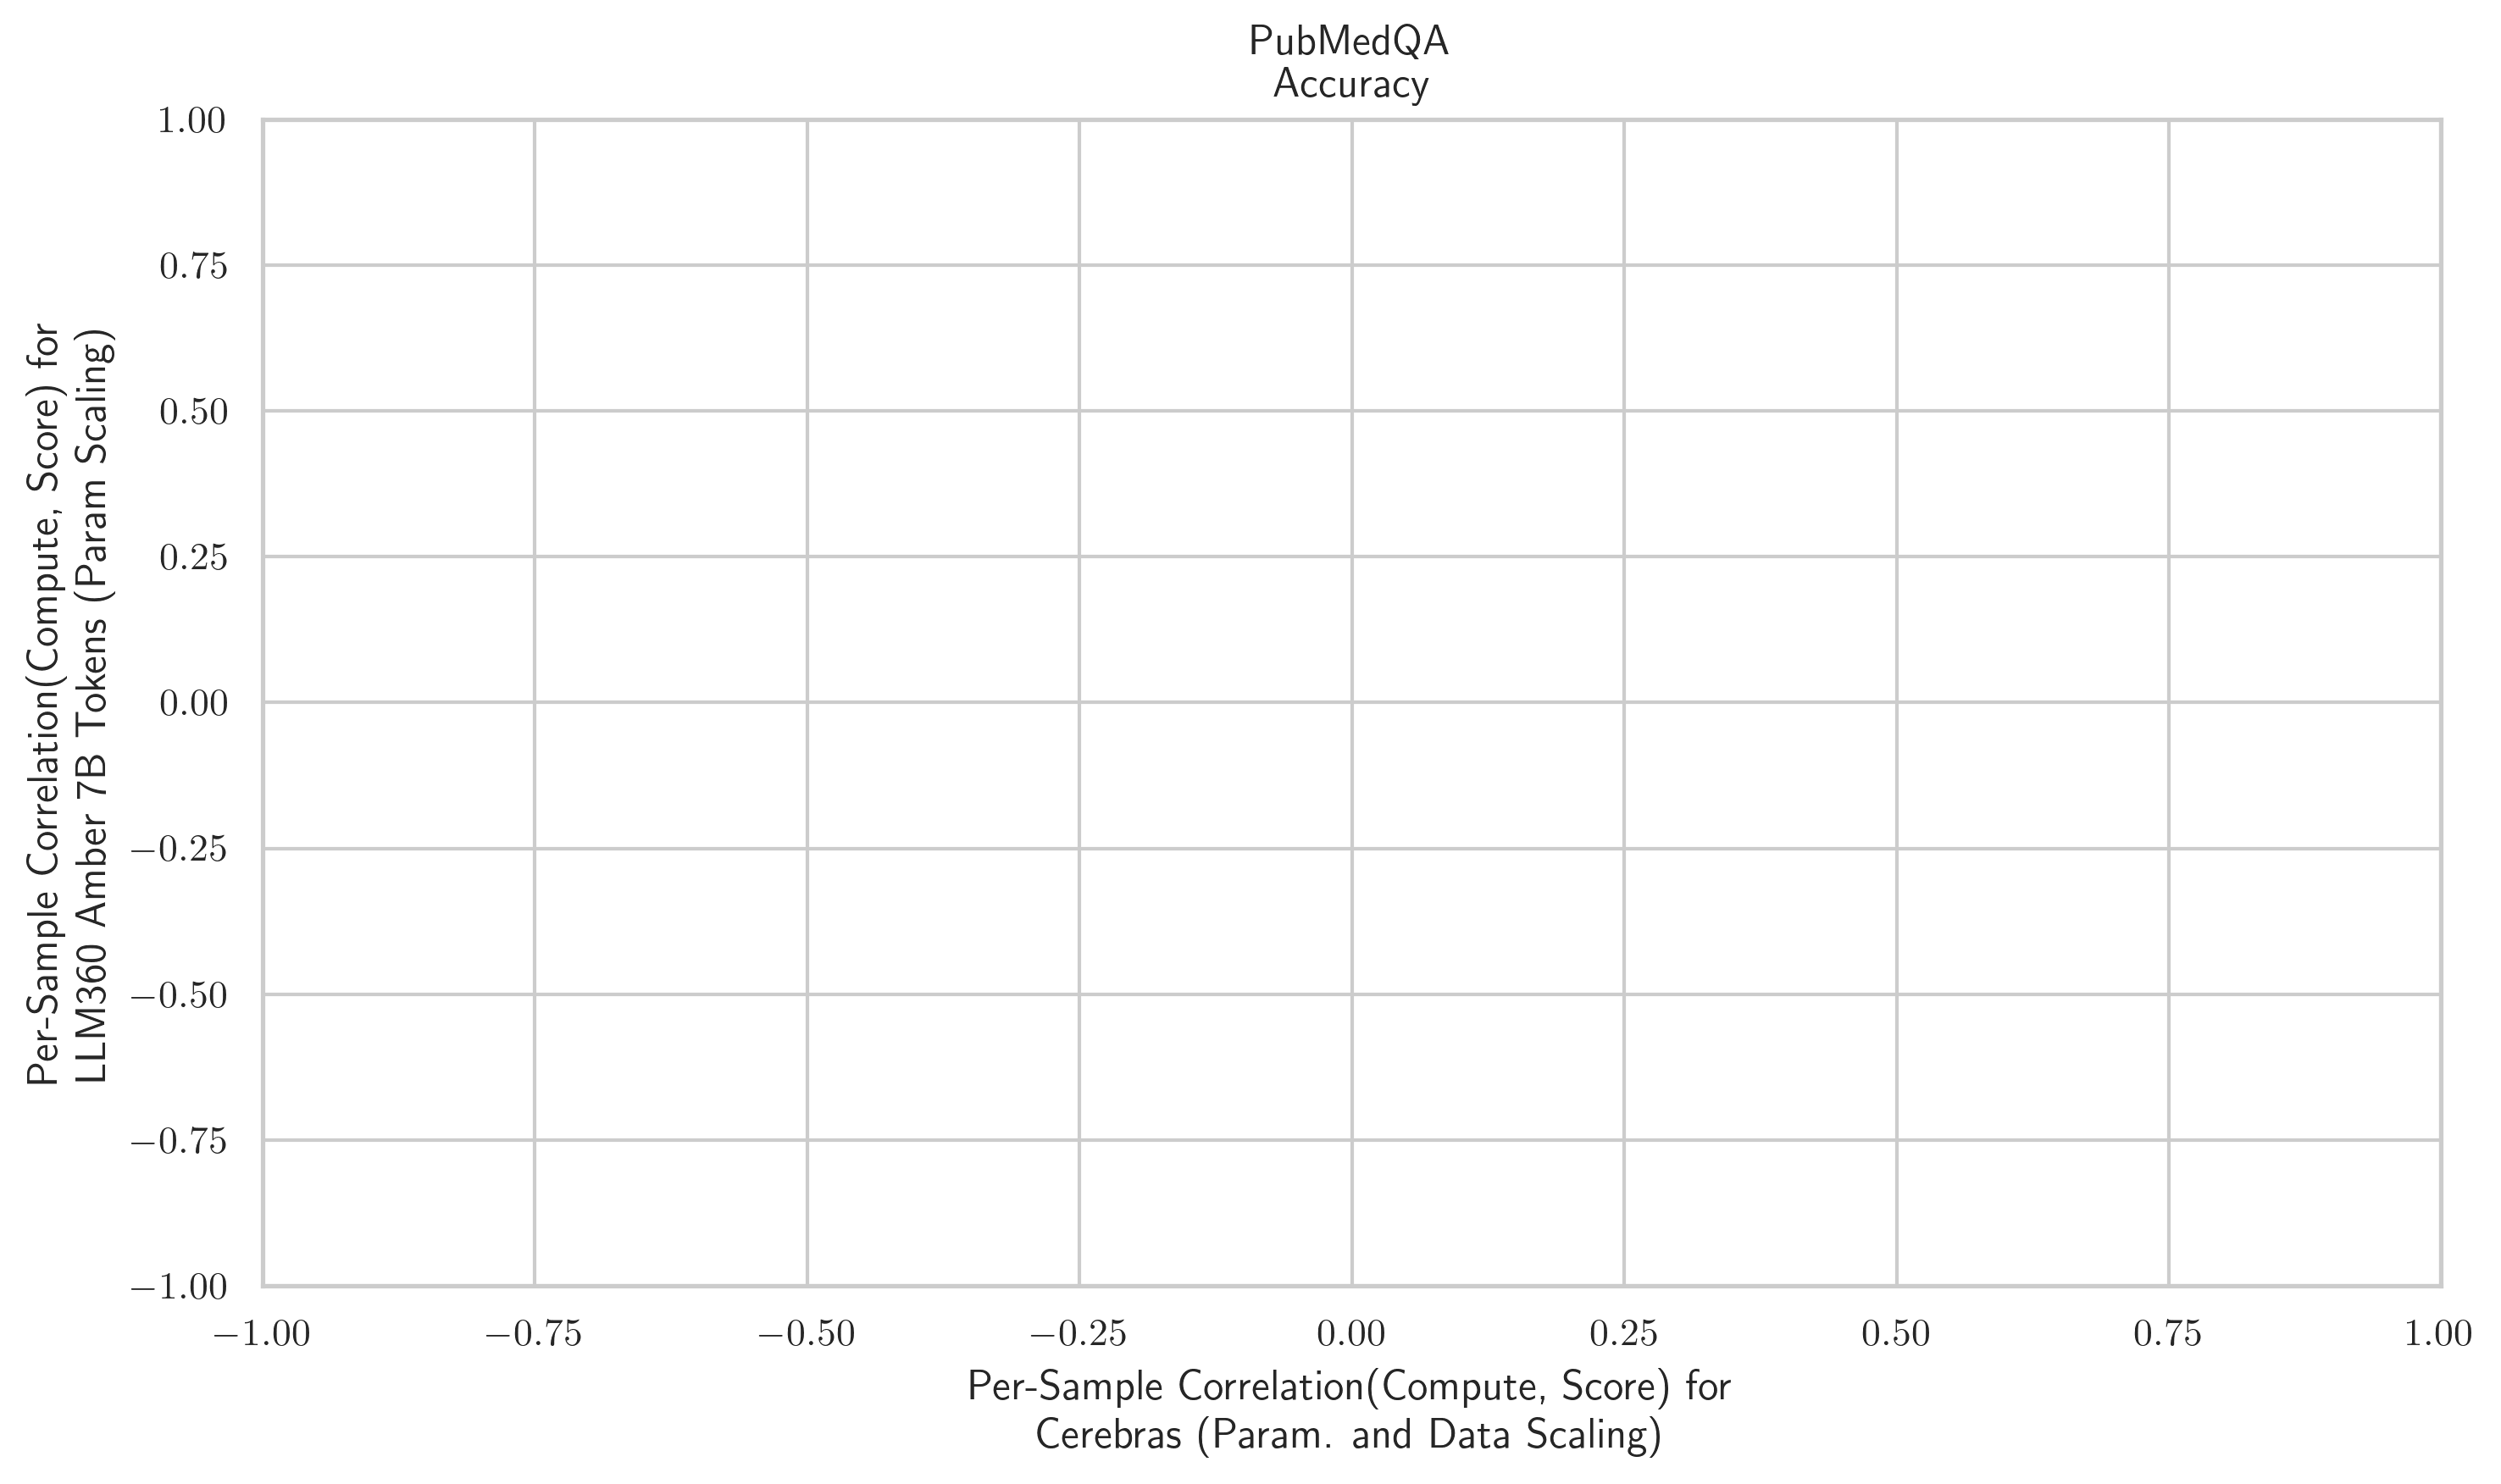 PubMedQA
Accuracy
1.00
0.75
0.50
0.25
0.00
−0.25
−0.50
−0.75
−1.00
Per-Sample Correlation(Compute, Score) for
LLM360 Amber 7B Tokens (Param Scaling)
−1.00 −0.75 −0.50 −0.25 0.00 0.25 0.50 0.75 1.00
Per-Sample Correlation(Compute, Score) for
Cerebras (Param. and Data Scaling)